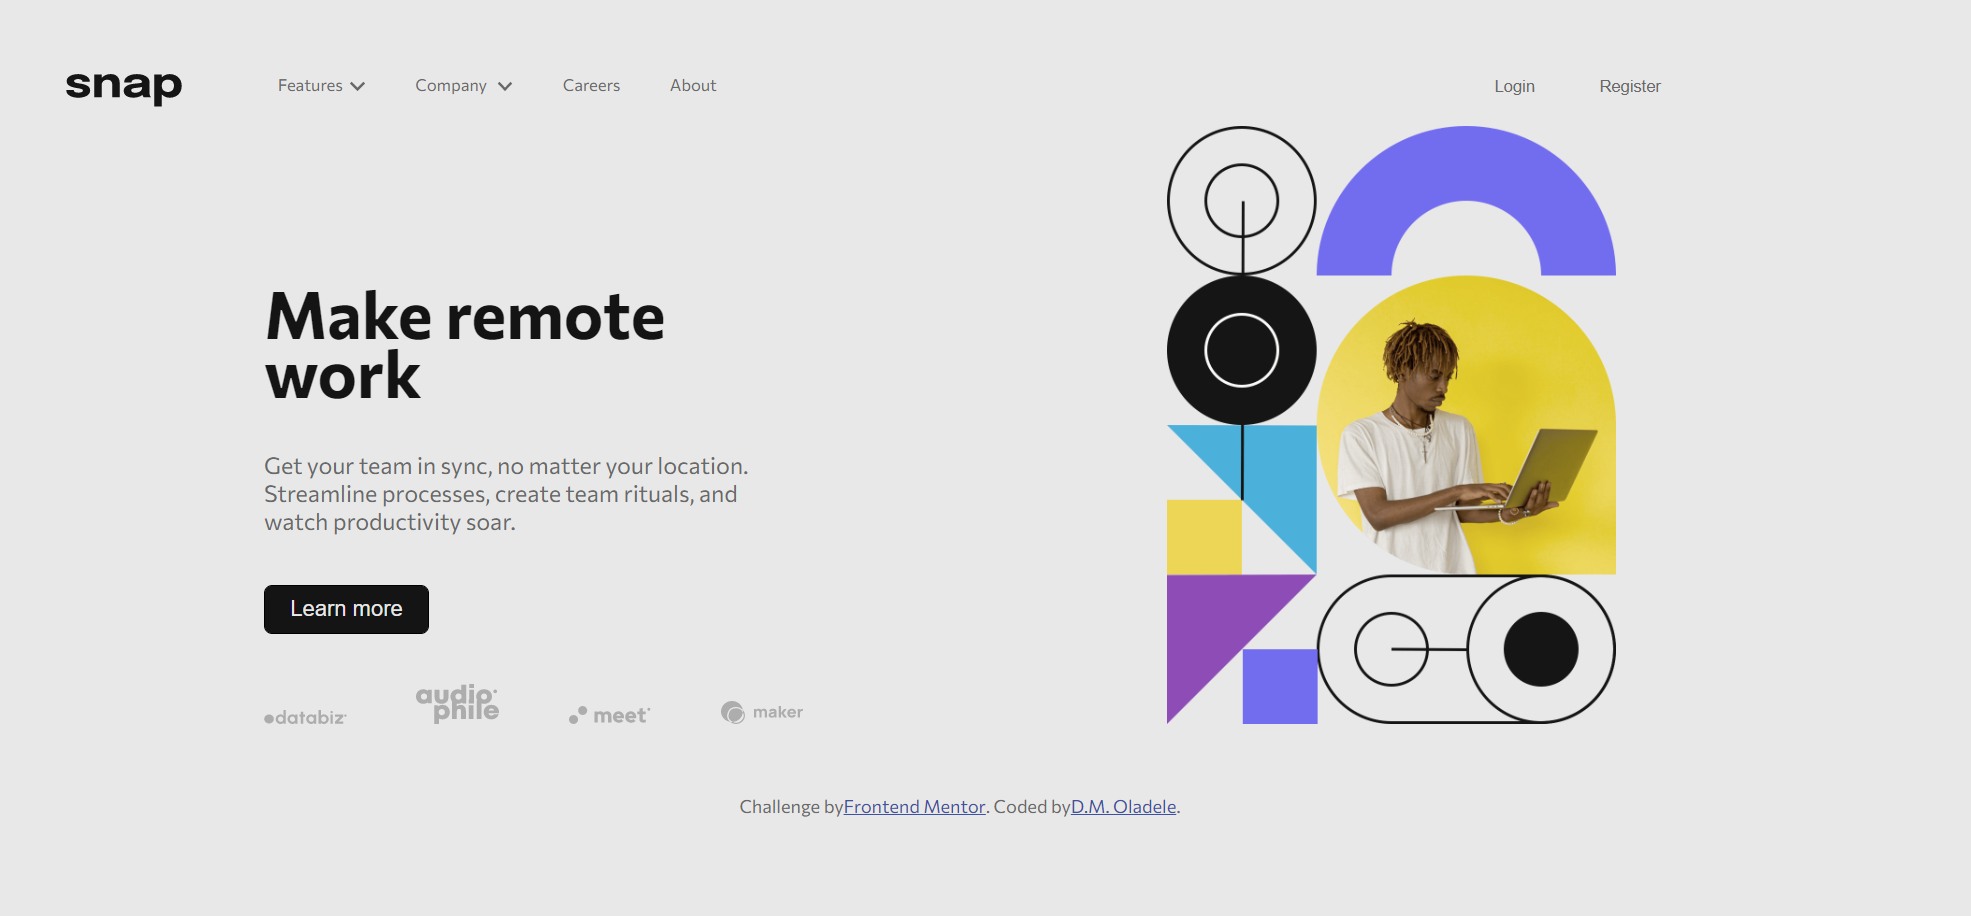 snap Features Company Careers About Login Register
Make remote
work
Get your team in sync, no matter your location.
Streamline processes, create team rituals, and
watch productivity soar.
Learn more
databiz audiophile meet maker
Challenge byFrontend Mentor. Coded byD.M. Oladele.